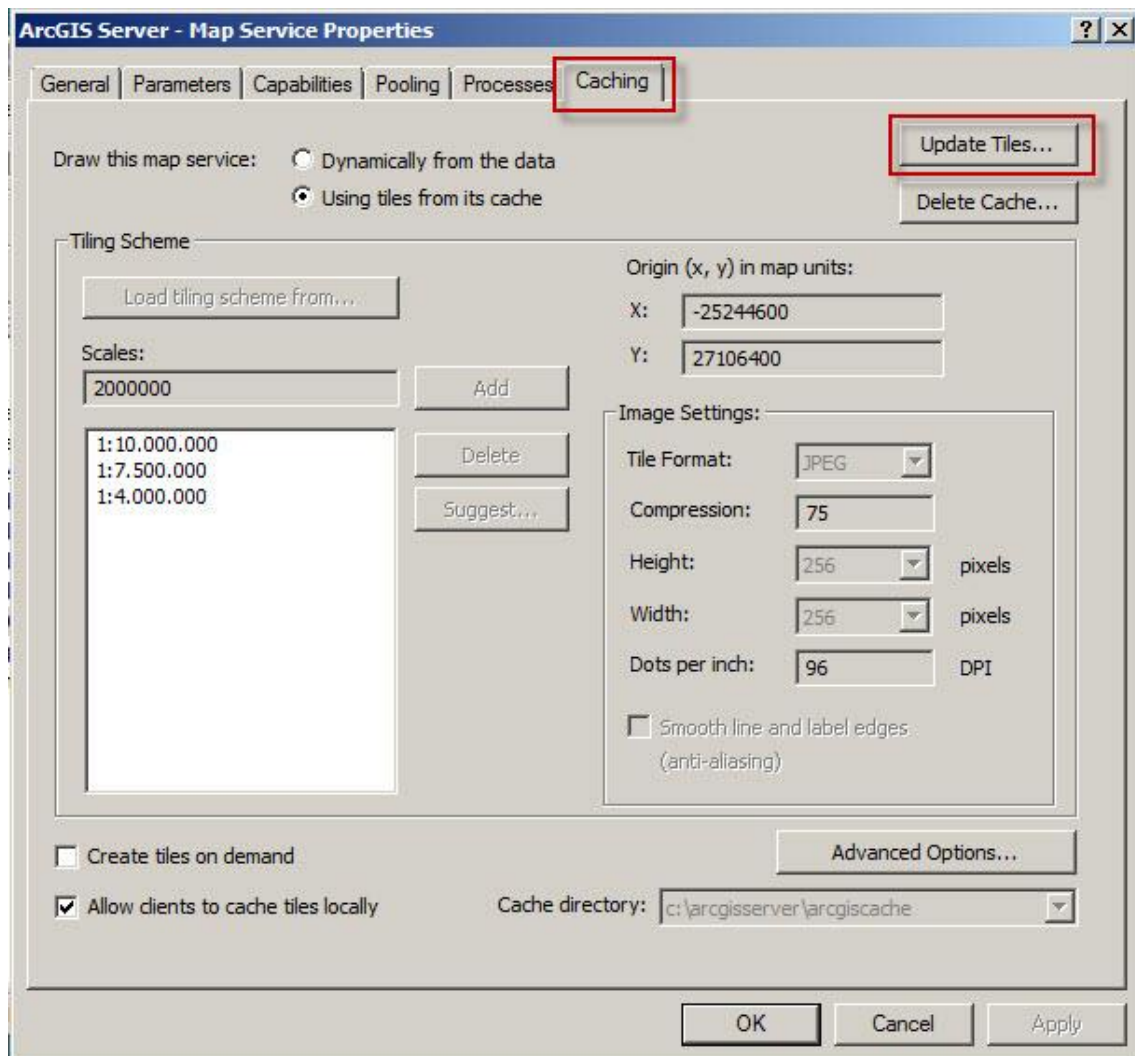 ArcGIS Server - Map Service Properties
General Parameters Capabilities Pooling Processes Caching
Draw this map service:
Dynamically from the data
Using tiles from its cache
Update Tiles...
Delete Cache...
Tiling Scheme
Load tiling scheme from...
Scales:
2000000
Add
1:10.000.000
1:7.500.000
1:4.000.000
Delete
Suggest...
Origin (x, y) in map units:
X: -25244600
Y: 27106400
Image Settings:
Tile Format: JPEG
Compression: 75
Height: 256 pixels
Width: 256 pixels
Dots per inch: 96 DPI
Smooth line and label edges
(anti-aliasing)
Create tiles on demand
Advanced Options...
Allow clients to cache tiles locally
Cache directory: c:\arcgisserver\arcgiscache
OK Cancel Apply